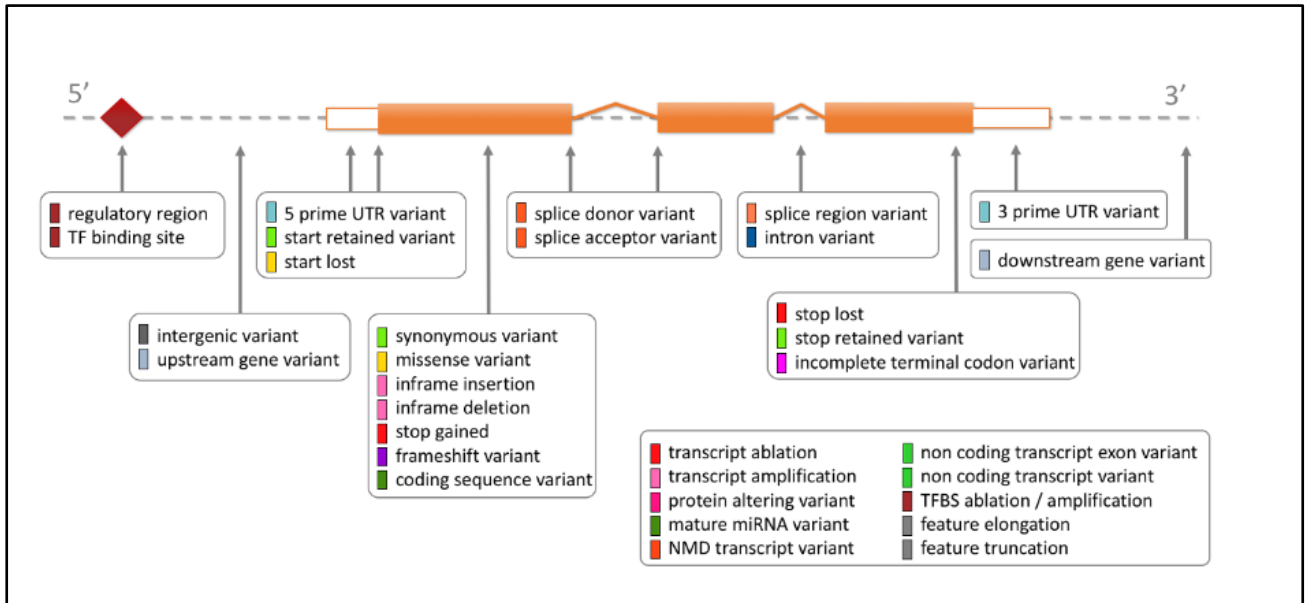 5’
3’
regulatory region
TF binding site
5 prime UTR variant
start retained variant
start lost
splice donor variant
splice acceptor variant
splice region variant
intron variant
3 prime UTR variant
downstream gene variant
intergenic variant
upstream gene variant
synonymous variant
missense variant
inframe insertion
inframe deletion
stop gained
frameshift variant
coding sequence variant
stop lost
stop retained variant
incomplete terminal codon variant
transcript ablation
transcript amplification
protein altering variant
mature miRNA variant
NMD transcript variant
non coding transcript exon variant
non coding transcript variant
TFBS ablation / amplification
feature elongation
feature truncation